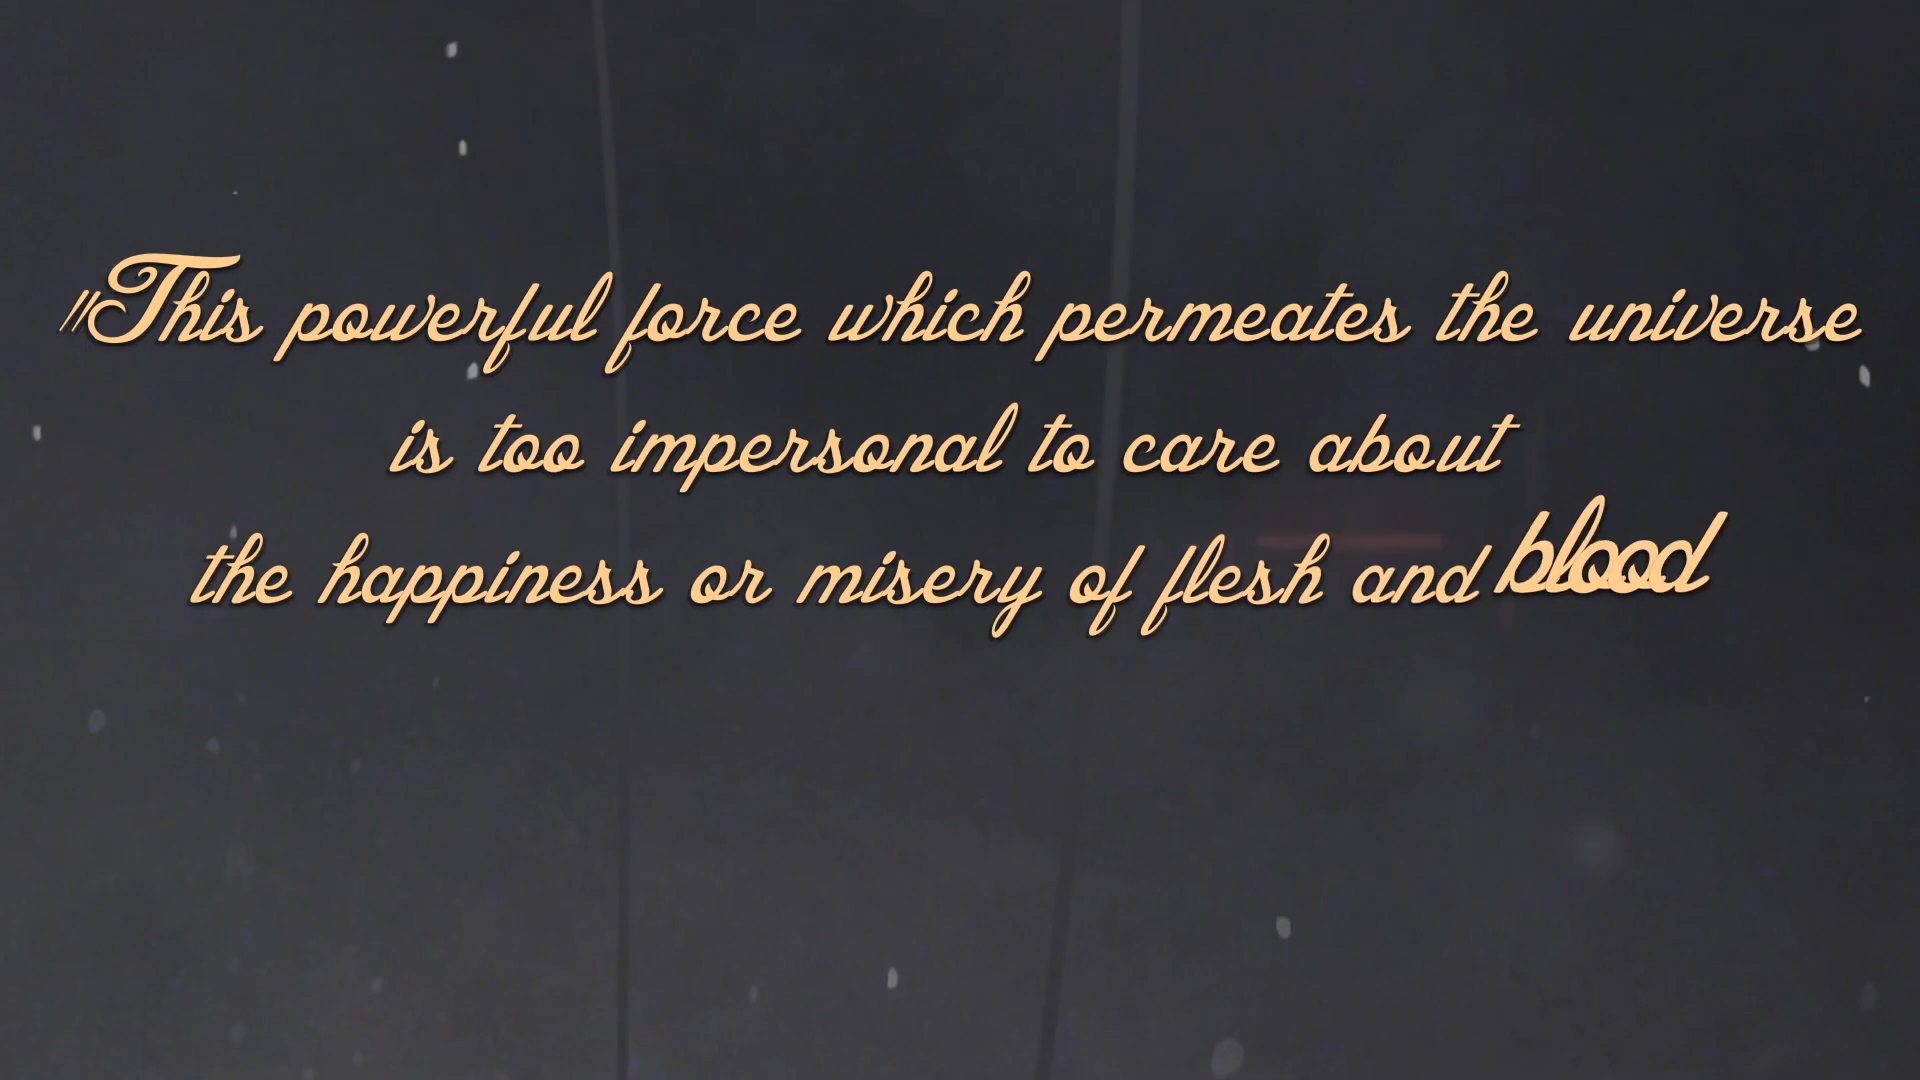 "This powerful force which permeates the universe
is too impersonal to care about
the happiness or misery of flesh and blood